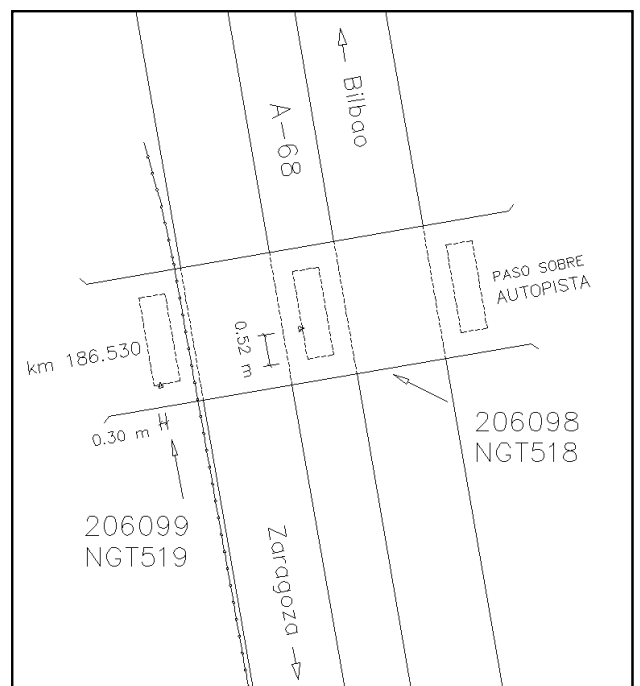 Bilbao
A-68
PASO SOBRE
AUTOPISTA
0.52 m
km 186.530
206098
NGT518
0.30 m
206099
NGT519
Zaragoza